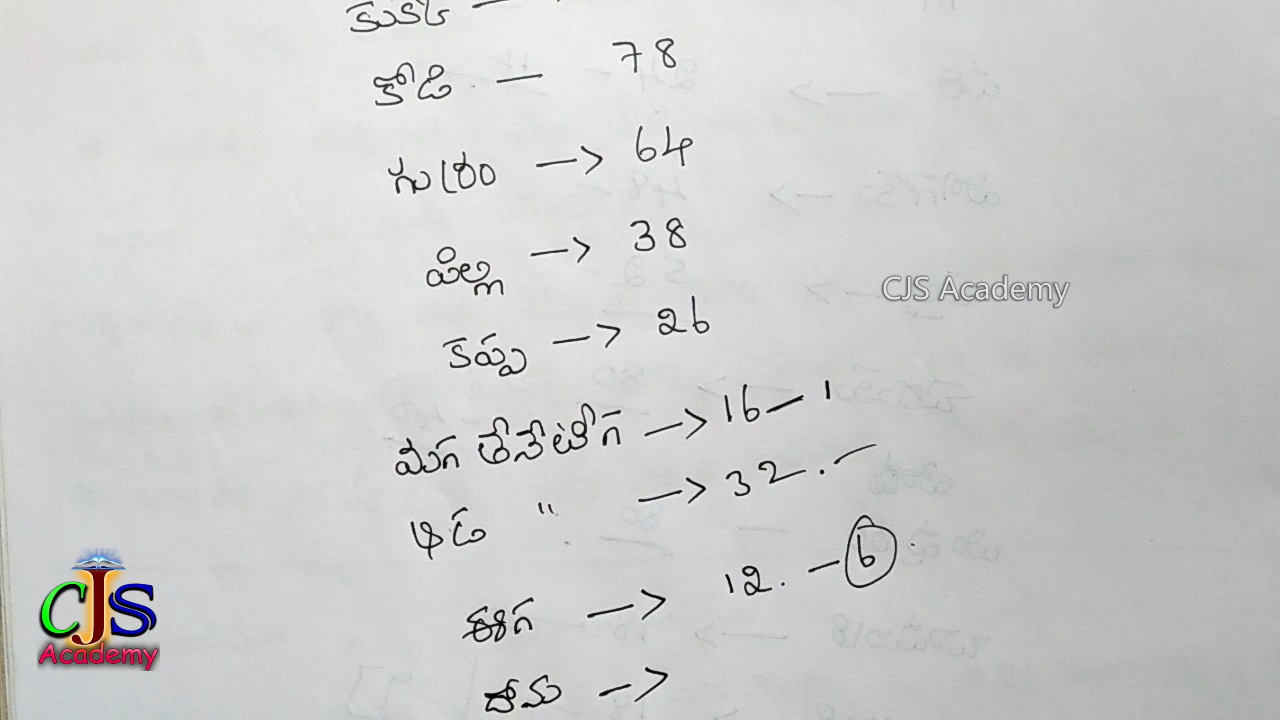 కుక్క —
కోడి — 78
గుర్రం —> 64
పిల్లి —> 38
కప్ప —> 26
మగ తేనేటీగ —> 16 — 1
ఆడ " —> 32. —
ఈగ —> 12. — 6
దోమ —>
CJS Academy
CJS
Academy